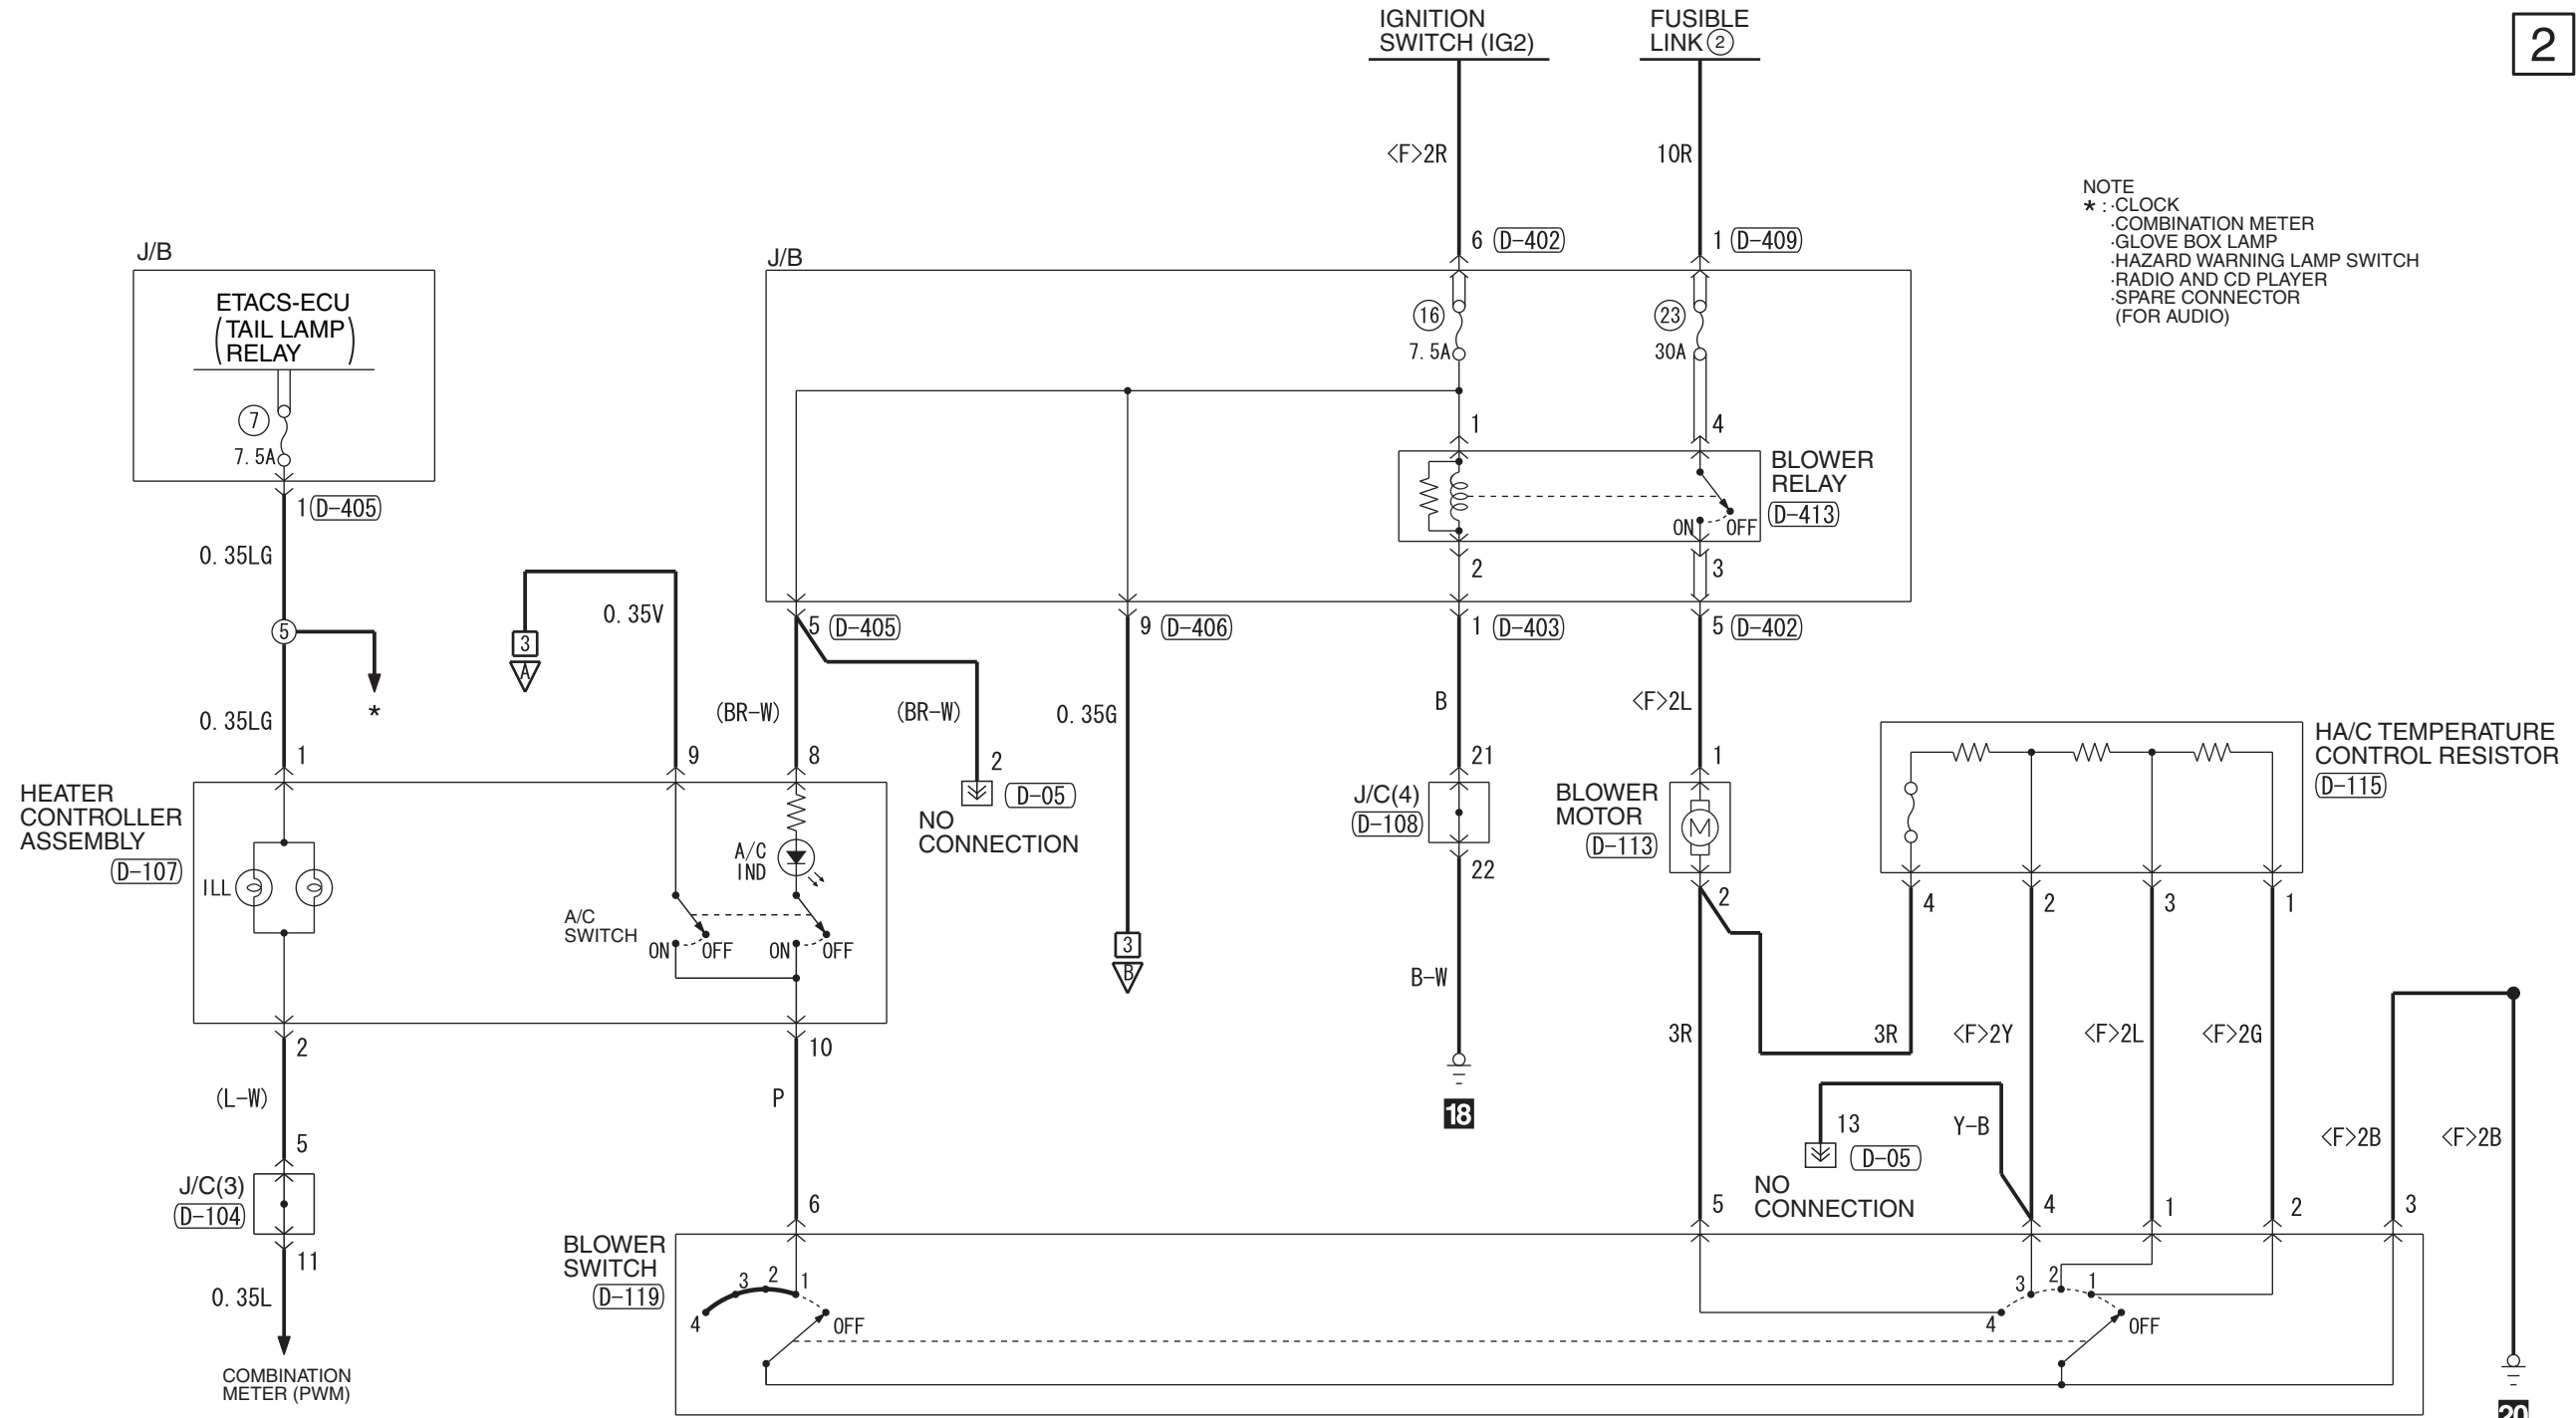 IGNITION
SWITCH (IG2)
FUSIBLE
LINK ②
2
<F>2R
10R
NOTE
* : ·CLOCK
·COMBINATION METER
·GLOVE BOX LAMP
·HAZARD WARNING LAMP SWITCH
·RADIO AND CD PLAYER
·SPARE CONNECTOR
(FOR AUDIO)
6 (D-402)
1 (D-409)
J/B
ETACS-ECU
(TAIL LAMP
RELAY)
7
7.5A
1 (D-405)
0.35LG
5
*
0.35LG
1
J/B
16
7.5A
23
30A
1
4
BLOWER
RELAY
(D-413)
ON
OFF
2
3
5 (D-405)
9 (D-406)
1 (D-403)
5 (D-402)
3
A
0.35V
(BR-W)
(BR-W)
0.35G
B
<F>2L
9
8
2
(D-05)
NO
CONNECTION
21
J/C(4)
(D-108)
22
1
BLOWER
MOTOR
(D-113)
M
2
HA/C TEMPERATURE
CONTROL RESISTOR
(D-115)
4
2
3
1
HEATER
CONTROLLER
ASSEMBLY
(D-107)
ILL
A/C
IND
A/C
SWITCH
ON
OFF
ON
OFF
3
B
B-W
18
3R
3R
<F>2Y
<F>2L
<F>2G
<F>2B
<F>2B
2
10
(L-W)
P
5
J/C(3)
(D-104)
11
0.35L
COMBINATION
METER (PWM)
13
(D-05)
Y-B
NO
CONNECTION
6
5
4
1
2
3
BLOWER
SWITCH
(D-119)
4
3
2
1
OFF
4
3
2
1
OFF
20